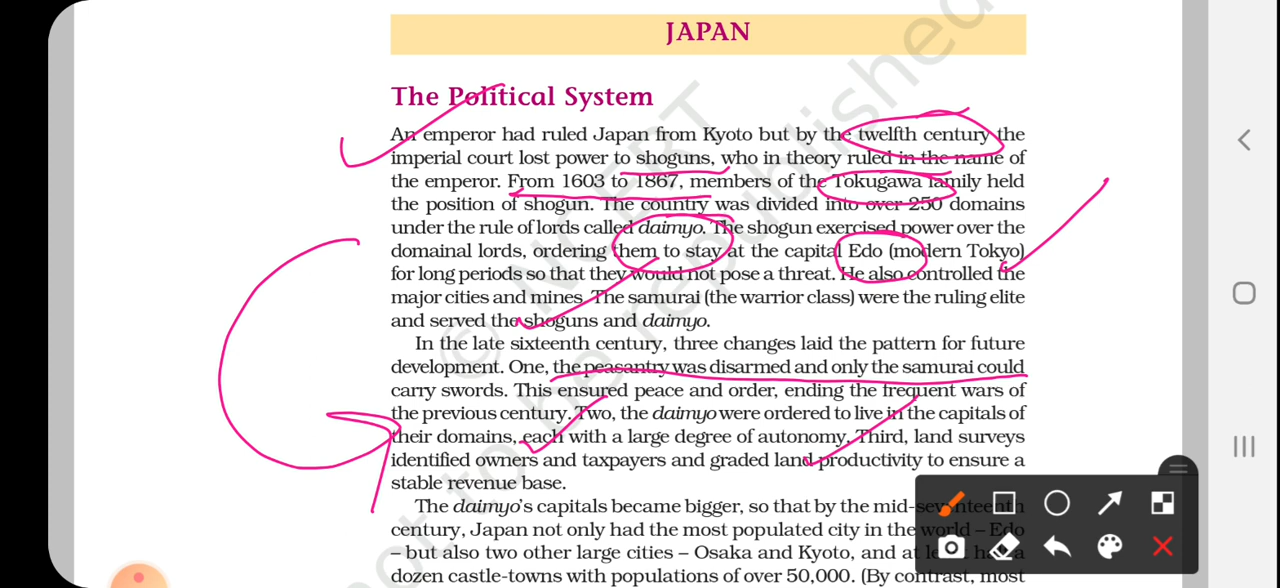 JAPAN
The Political System
An emperor had ruled Japan from Kyoto but by the twelfth century the
imperial court lost power to shoguns, who in theory ruled in the name of
the emperor. From 1603 to 1867, members of the Tokugawa family held
the position of shogun. The country was divided into over 250 domains
under the rule of lords called daimyo. The shogun exercised power over the
domainal lords, ordering them to stay at the capital Edo (modern Tokyo)
for long periods so that they would not pose a threat. He also controlled the
major cities and mines. The samurai (the warrior class) were the ruling elite
and served the shoguns and daimyo.
In the late sixteenth century, three changes laid the pattern for future
development. One, the peasantry was disarmed and only the samurai could
carry swords. This ensured peace and order, ending the frequent wars of
the previous century. Two, the daimyo were ordered to live in the capitals of
their domains, each with a large degree of autonomy. Third, land surveys
identified owners and taxpayers and graded land productivity to ensure a
stable revenue base.
The daimyo's capitals became bigger, so that by the mid-seventeenth
century, Japan not only had the most populated city in the world – Edo
– but also two other large cities – Osaka and Kyoto, and at least half a
dozen castle-towns with populations of over 50,000. (By contrast, most
© NCERT
not to be republished